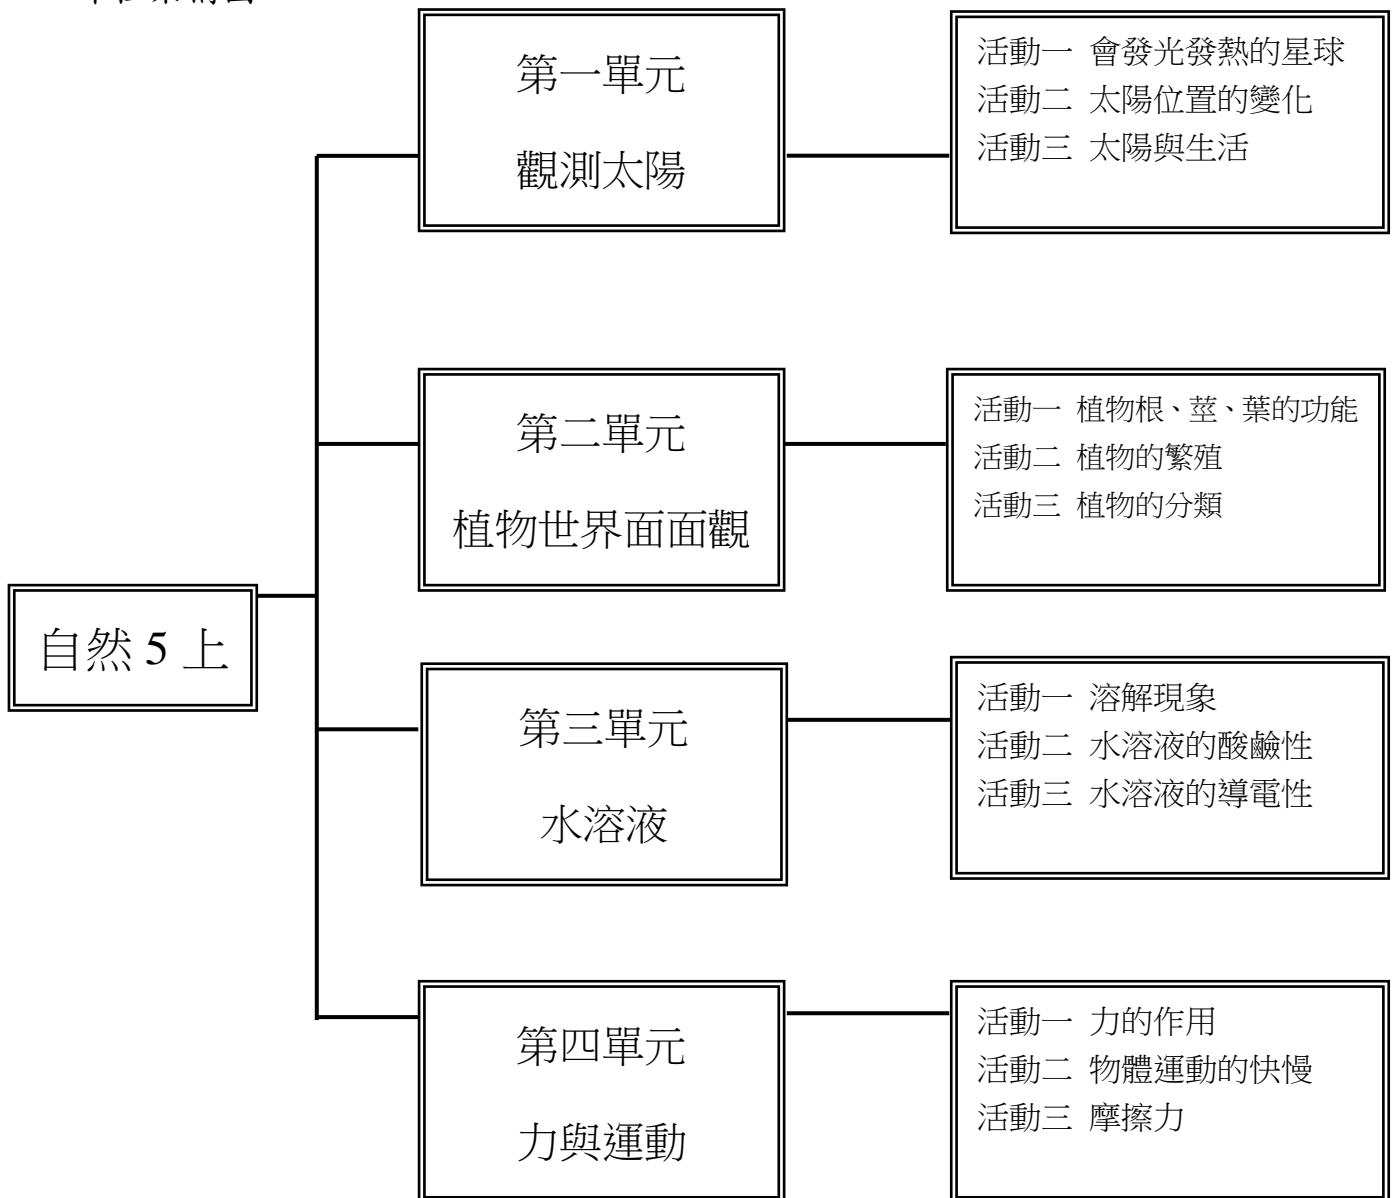 自然 5 上
第一單元
觀測太陽
活動一 會發光發熱的星球
活動二 太陽位置的變化
活動三 太陽與生活
第二單元
植物世界面面觀
活動一 植物根、莖、葉的功能
活動二 植物的繁殖
活動三 植物的分類
第三單元
水溶液
活動一 溶解現象
活動二 水溶液的酸鹼性
活動三 水溶液的導電性
第四單元
力與運動
活動一 力的作用
活動二 物體運動的快慢
活動三 摩擦力